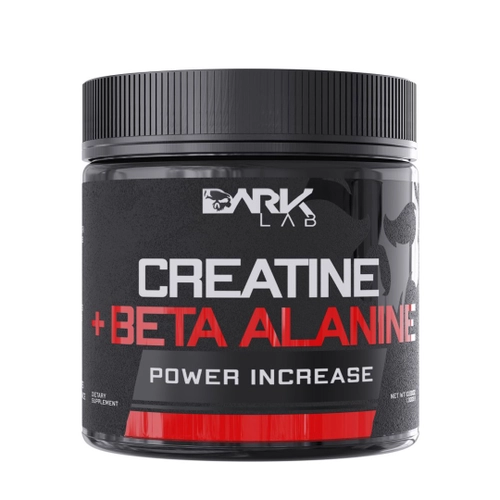 DARK
LAB
CREATINE
+ BETA ALANINE
POWER INCREASE
DIETARY
SUPPLEMENT
NET WT